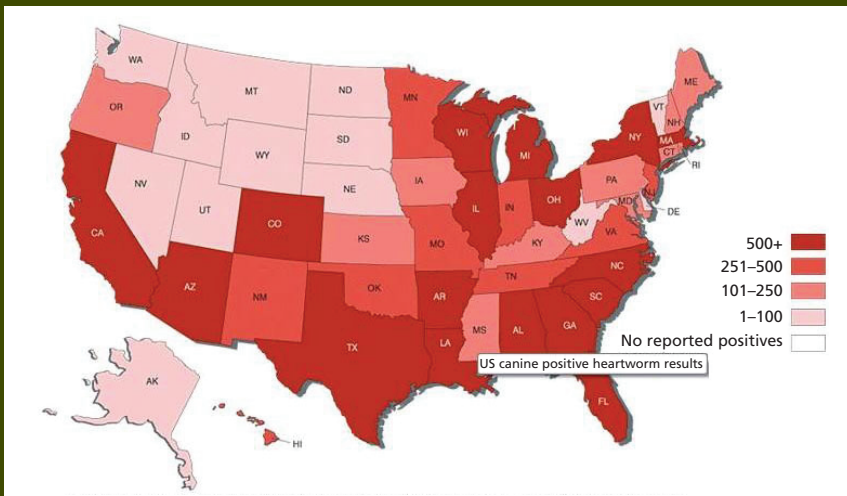 WA
MT
ND
MN
ME
VT
NH
OR
ID
SD
WI
NY
MA
CT
RI
WY
MI
NV
NE
IA
PA
NJ
UT
CO
IL
IN
OH
MD
DE
WV
CA
KS
MO
KY
VA
AZ
NM
OK
TN
NC
AR
SC
TX
LA
MS
AL
GA
FL
AK
HI
500+
251–500
101–250
1–100
No reported positives
US canine positive heartworm results